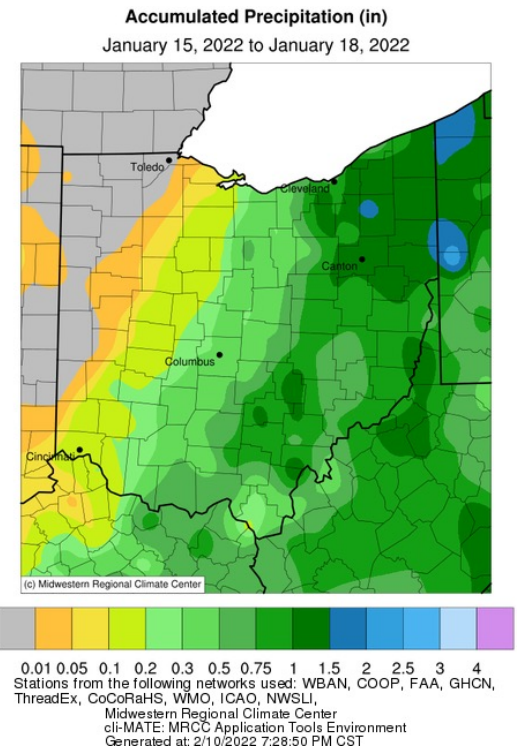 Accumulated Precipitation (in)
January 15, 2022 to January 18, 2022
Toledo
Cleveland
Canton
Columbus
Cincinnati
(c) Midwestern Regional Climate Center
0.01 0.05 0.1 0.2 0.3 0.5 0.75 1 1.5 2 2.5 3 4
Stations from the following networks used: WBAN, COOP, FAA, GHCN,
ThreadEx, CoCoRaHS, WMO, ICAO, NWSLI,
Midwestern Regional Climate Center
cli-MATE: MRCC Application Tools Environment
Generated at: 2/10/2022 7:28:50 PM CST